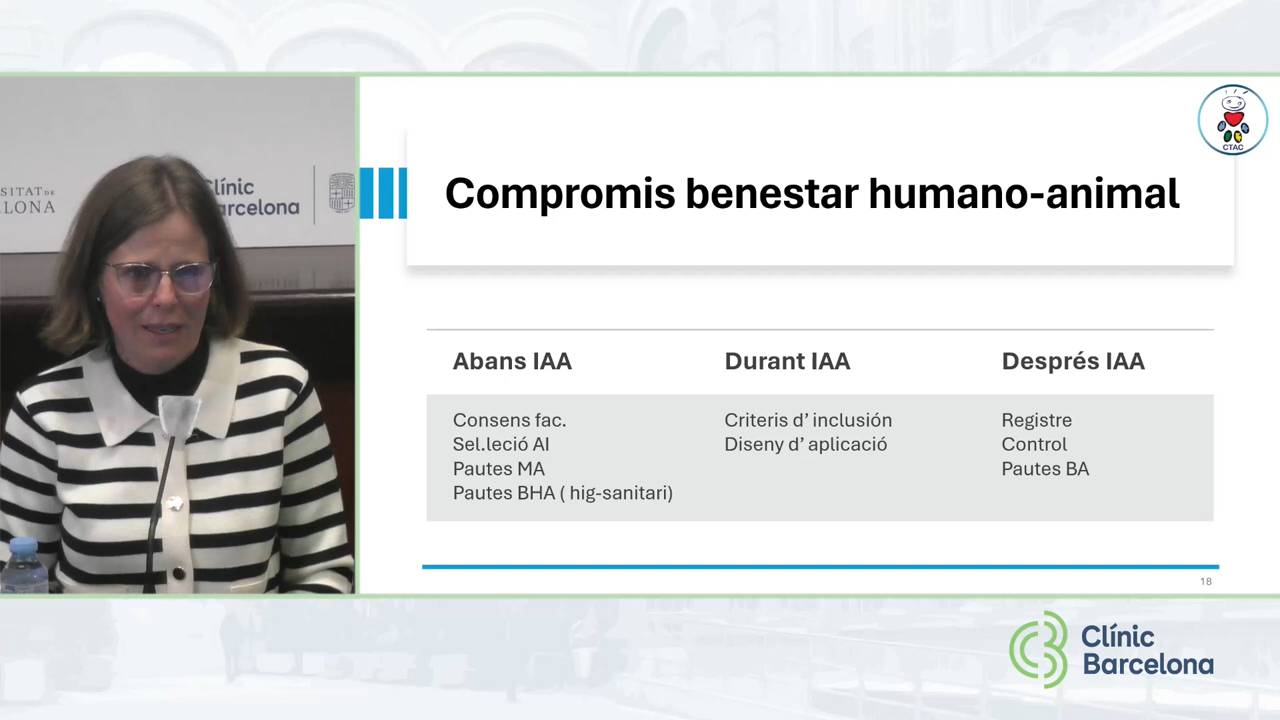 CTAC
SITAT DE
LONA
Clínic
Barcelona
Compromis benestar humano-animal
Abans IAA
Durant IAA
Després IAA
Consens fac.
Sel.leció AI
Pautes MA
Pautes BHA ( hig-sanitari)
Criteris d’ inclusión
Diseny d’ aplicació
Registre
Control
Pautes BA
18
Clínic
Barcelona